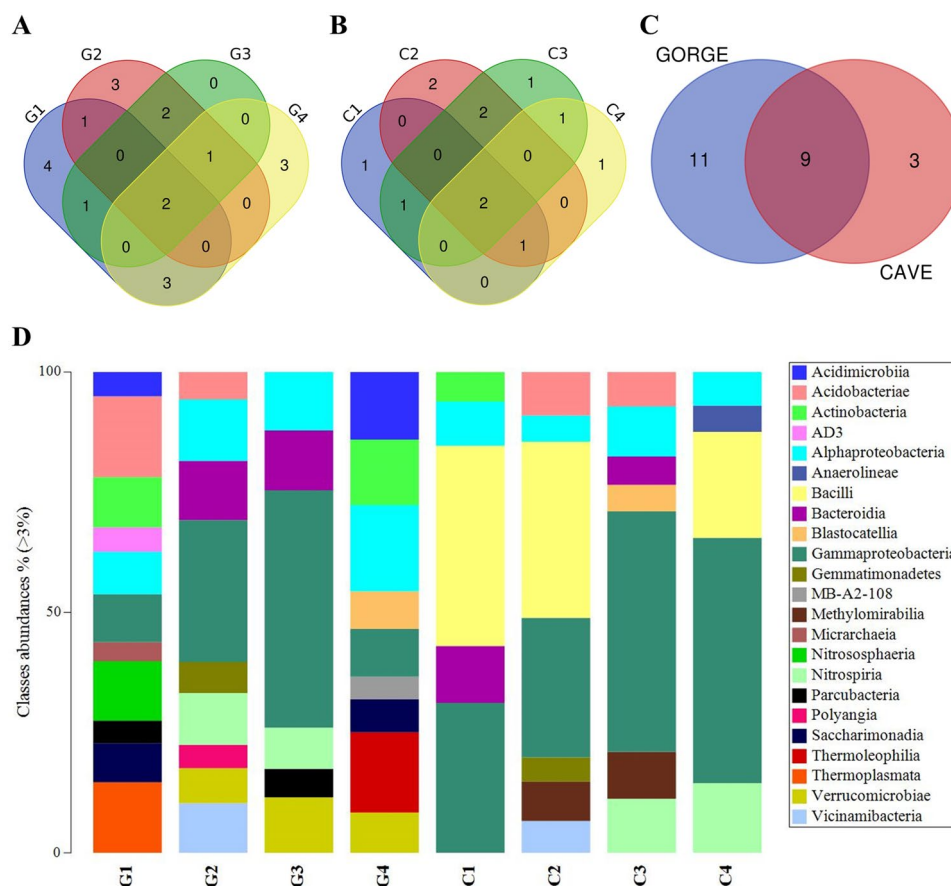 A
B
C
G1
G2
G3
G4
4
3
0
3
1
2
0
0
1
1
2
0
0
0
3
C1
C2
C3
C4
1
2
1
1
0
2
1
0
0
1
2
0
0
1
0
GORGE
11
9
3
CAVE
D
Classes abundances % (>3%)
100
50
0
G1
G2
G3
G4
C1
C2
C3
C4
Acidimicrobiia
Acidobacteriae
Actinobacteria
AD3
Alphaproteobacteria
Anaerolineae
Bacilli
Bacteroidia
Blastocatellia
Gammaproteobacteria
Gemmatimonadetes
MB-A2-108
Methylomirabilia
Micrarchaeia
Nitrososphaeria
Nitrospiria
Parcubacteria
Polyangia
Saccharimonadia
Thermoleophilia
Thermoplasmata
Verrucomicrobiae
Vicinamibacteria